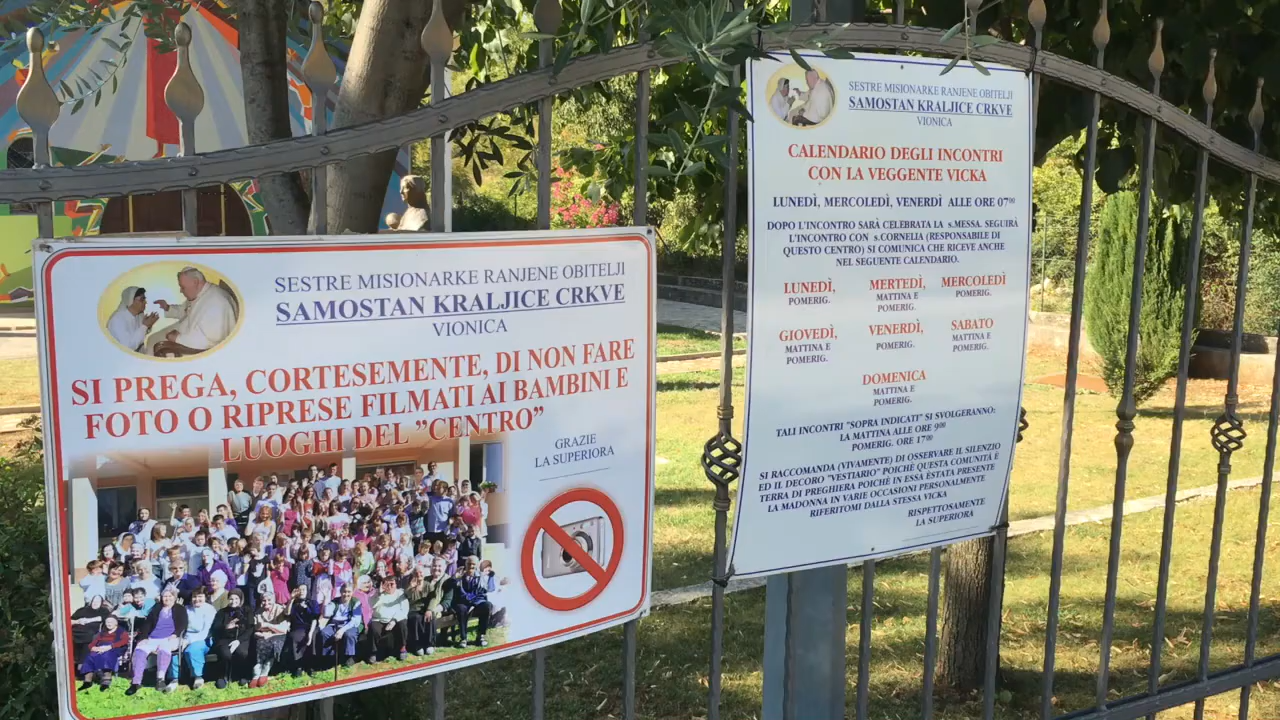 SESTRE MISIONARKE RANJENE OBITELJI
SAMOSTAN KRALJICE CRKVE
VIONICA
SI PREGA, CORTESEMENTE, DI NON FARE
FOTO O RIPRESE FILMATI AI BAMBINI E
LUOGHI DEL "CENTRO"
GRAZIE
LA SUPERIORA
SESTRE MISIONARKE RANJENE OBITELJI
SAMOSTAN KRALJICE CRKVE
VIONICA
CALENDARIO DEGLI INCONTRI
CON LA VEGGENTE VICKA
LUNEDÌ, MERCOLEDÌ, VENERDÌ ALLE ORE 07⁰⁰
DOPO L'INCONTRO SARÀ CELEBRATA LA S.MESSA. SEGUIRÀ
L'INCONTRO CON S.CORNELIA (RESPONSABILE DI
QUESTO CENTRO) SI COMUNICA CHE RICEVE ANCHE
NEL SEGUENTE CALENDARIO.
LUNEDÌ, MERTEDÌ, MERCOLEDÌ
POMERIG. MATTINA E POMERIG.
POMERIG.
GIOVEDÌ, VENERDÌ, SABATO
MATTINA E POMERIG. MATTINA E
POMERIG. POMERIG.
DOMENICA
MATTINA E
POMERIG.
TALI INCONTRI "SOPRA INDICATI" SI SVOLGERANNO:
LA MATTINA ALLE ORE 9⁰⁰
POMERIG. ORE 17⁰⁰
SI RACCOMANDA (VIVAMENTE) DI OSSERVARE IL SILENZIO
ED IL DECORO "VESTIARIO" POICHÈ QUESTA COMUNITÀ È
TERRA DI PREGHIERA POICHÈ IN ESSA ÈSTATA PRESENTE
LA MADONNA IN VARIE OCCASIONI PERSONALMENTE
RIFERITOMI DALLA STESSA VICKA
RISPETTOSAMENTE
LA SUPERIORA